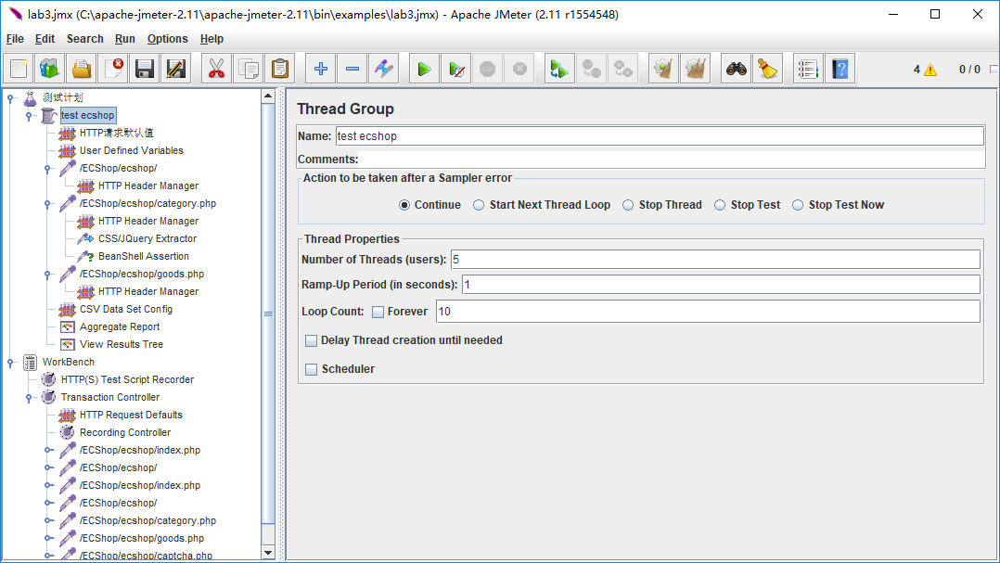 lab3.jmx (C:\apache-jmeter-2.11\apache-jmeter-2.11\bin\examples\lab3.jmx) - Apache JMeter (2.11 r1554548)
File Edit Search Run Options Help
4 0 / 0
测试计划
test ecshop
HTTP请求默认值
User Defined Variables
/ECShop/ecshop/
HTTP Header Manager
/ECShop/ecshop/category.php
HTTP Header Manager
CSS/JQuery Extractor
BeanShell Assertion
/ECShop/ecshop/goods.php
HTTP Header Manager
CSV Data Set Config
Aggregate Report
View Results Tree
WorkBench
HTTP(S) Test Script Recorder
Transaction Controller
HTTP Request Defaults
Recording Controller
/ECShop/ecshop/index.php
/ECShop/ecshop/
/ECShop/ecshop/index.php
/ECShop/ecshop/
/ECShop/ecshop/category.php
/ECShop/ecshop/goods.php
/ECShop/ecshop/captcha.php
Thread Group
Name: test ecshop
Comments:
Action to be taken after a Sampler error
Continue Start Next Thread Loop Stop Thread Stop Test Stop Test Now
Thread Properties
Number of Threads (users): 5
Ramp-Up Period (in seconds): 1
Loop Count: Forever 10
Delay Thread creation until needed
Scheduler